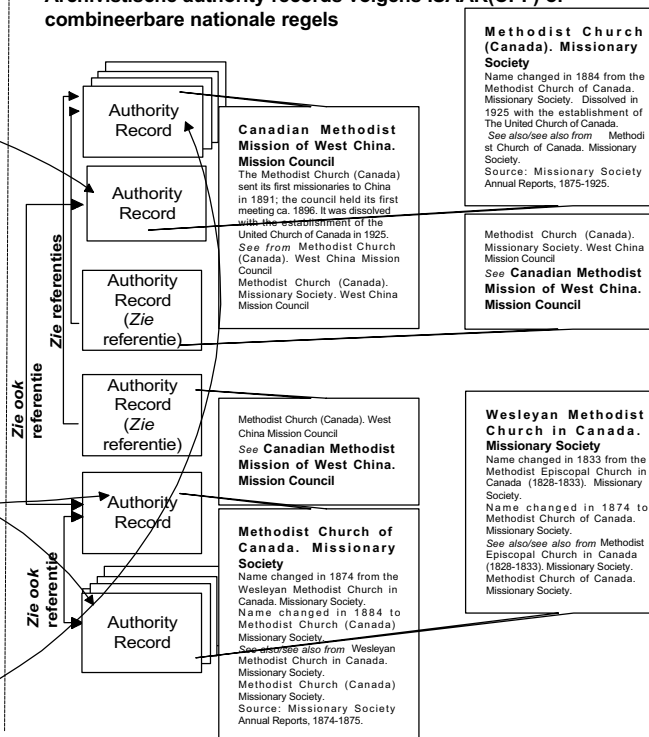 combineerbare nationale regels
Authority
Record
Authority
Record
Authority
Record
(Zie
referentie)
Authority
Record
(Zie
referentie)
Authority
Record
Authority
Record
Zie referenties
Zie ook
referentie
Zie ook
referentie
Canadian Methodist
Mission of West China.
Mission Council
The Methodist Church (Canada)
sent its first missionaries to China
in 1891; the council held its first
meeting ca. 1896. It was dissolved
with the establishment of the
United Church of Canada in 1925.
See from Methodist Church
(Canada). West China Mission
Council
Methodist Church (Canada).
Missionary Society. West China
Mission Council
Methodist Church (Canada). West
China Mission Council
See Canadian Methodist
Mission of West China.
Mission Council
Methodist Church of
Canada. Missionary
Society
Name changed in 1874 from the
Wesleyan Methodist Church in
Canada. Missionary Society.
Name changed in 1884 to
Methodist Church (Canada)
Missionary Society.
See also/see also from Wesleyan
Methodist Church in Canada.
Missionary Society.
Methodist Church (Canada)
Missionary Society.
Source: Missionary Society
Annual Reports, 1874-1875.
Methodist Church
(Canada). Missionary
Society
Name changed in 1884 from the
Methodist Church of Canada.
Missionary Society. Dissolved in
1925 with the establishment of
The United Church of Canada.
See also/see also from Methodi
st Church of Canada. Missionary
Society.
Source: Missionary Society
Annual Reports, 1875-1925.
Methodist Church (Canada).
Missionary Society. West China
Mission Council
See Canadian Methodist
Mission of West China.
Mission Council
Wesleyan Methodist
Church in Canada.
Missionary Society
Name changed in 1833 from the
Methodist Episcopal Church in
Canada (1828-1833). Missionary
Society.
Name changed in 1874 to
Methodist Church of Canada.
Missionary Society.
See also/see also from Methodist
Episcopal Church in Canada
(1828-1833). Missionary Society.
Methodist Church of Canada.
Missionary Society.